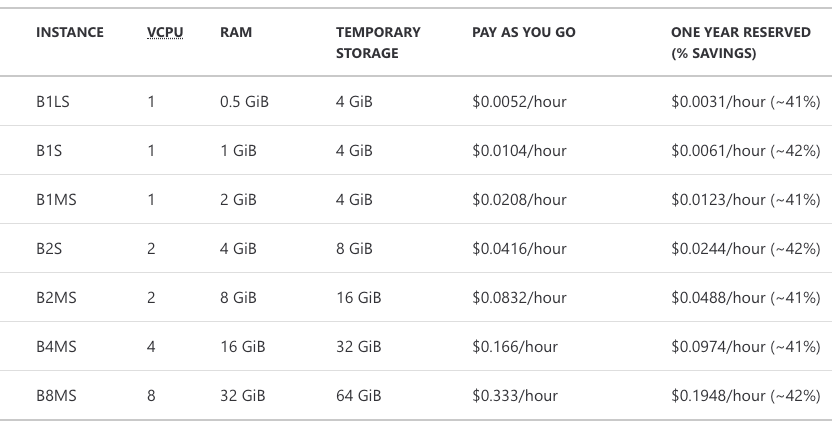 INSTANCE VCPU RAM TEMPORARY STORAGE PAY AS YOU GO ONE YEAR RESERVED (% SAVINGS)
B1LS 1 0.5 GiB 4 GiB $0.0052/hour $0.0031/hour (~41%)
B1S 1 1 GiB 4 GiB $0.0104/hour $0.0061/hour (~42%)
B1MS 1 2 GiB 4 GiB $0.0208/hour $0.0123/hour (~41%)
B2S 2 4 GiB 8 GiB $0.0416/hour $0.0244/hour (~42%)
B2MS 2 8 GiB 16 GiB $0.0832/hour $0.0488/hour (~41%)
B4MS 4 16 GiB 32 GiB $0.166/hour $0.0974/hour (~41%)
B8MS 8 32 GiB 64 GiB $0.333/hour $0.1948/hour (~42%)